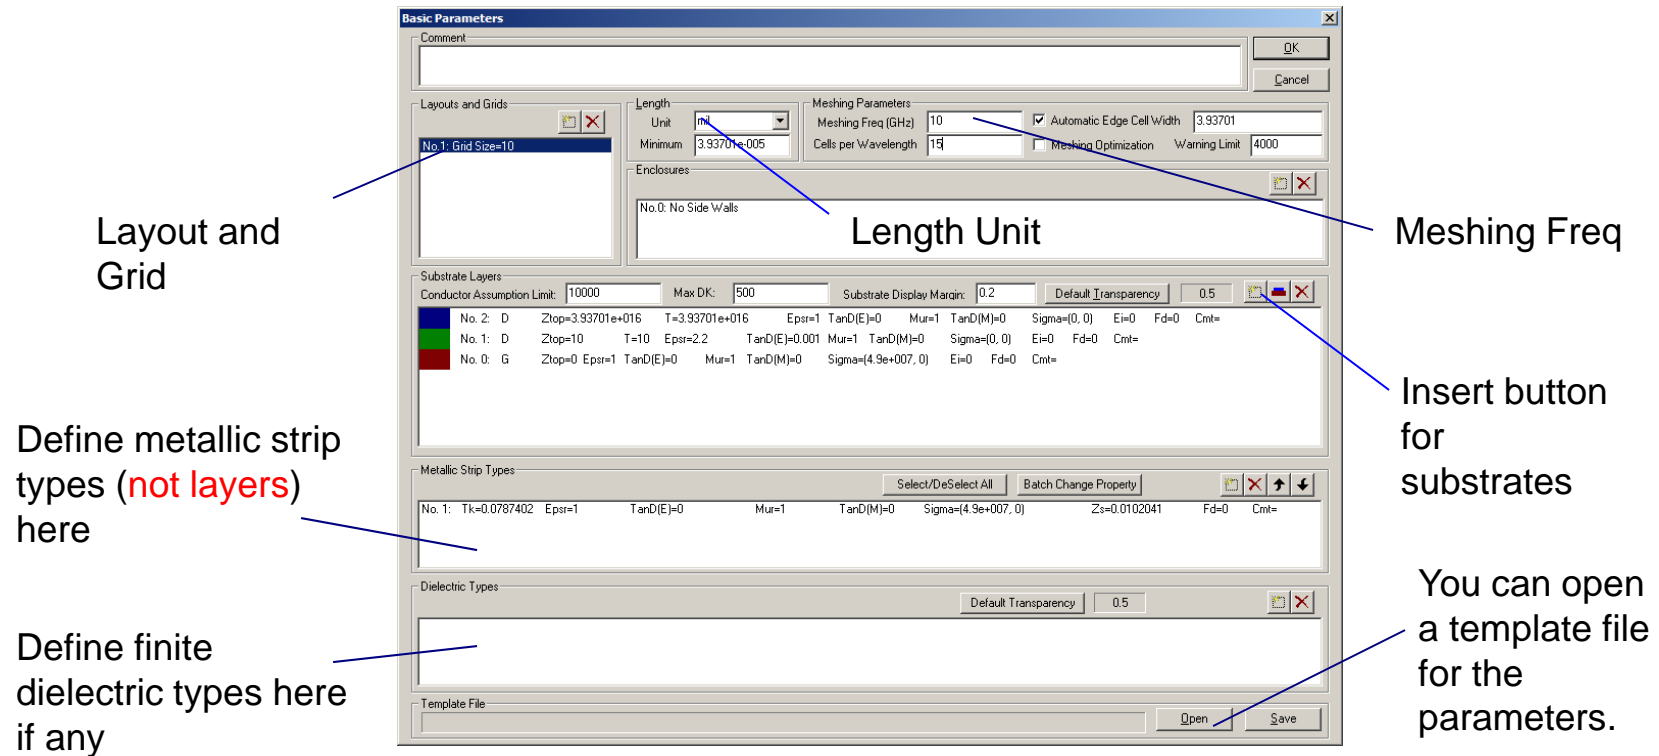 Basic Parameters
Comment
OK
Cancel
Layouts and Grids
No.1: Grid Size=10
Length
Unit mil
Minimum 3.93701e-005
Meshing Parameters
Meshing Freq (GHz) 10 Automatic Edge Cell Width 3.93701
Cells per Wavelength 15 Meshing Optimization Warning Limit 4000
Enclosures
No.0: No Side Walls
Layout and
Grid
Length Unit
Meshing Freq
Substrate Layers
Conductor Assumption Limit: 10000 Max DK: 500 Substrate Display Margin: 0.2 Default Transparency 0.5
No. 2: D Ztop=3.93701e+016 T=3.93701e+016 Epsr=1 TanD(E)=0 Mur=1 TanD(M)=0 Sigma=(0, 0) Ei=0 Fd=0 Cmt=
No. 1: D Ztop=10 T=10 Epsr=2.2 TanD(E)=0.001 Mur=1 TanD(M)=0 Sigma=(0, 0) Ei=0 Fd=0 Cmt=
No. 0: G Ztop=0 Epsr=1 TanD(E)=0 Mur=1 TanD(M)=0 Sigma=(4.9e+007, 0) Ei=0 Fd=0 Cmt=
Insert button
for
substrates
Define metallic strip
types (not layers)
here
Metallic Strip Types
Select/DeSelect All Batch Change Property
No. 1: Tk=0.0787402 Epsr=1 TanD(E)=0 Mur=1 TanD(M)=0 Sigma=(4.9e+007, 0) Zs=0.0102041 Fd=0 Cmt=
Dielectric Types
Default Transparency 0.5
Define finite
dielectric types here
if any
You can open
a template file
for the
parameters.
Template File
Open Save